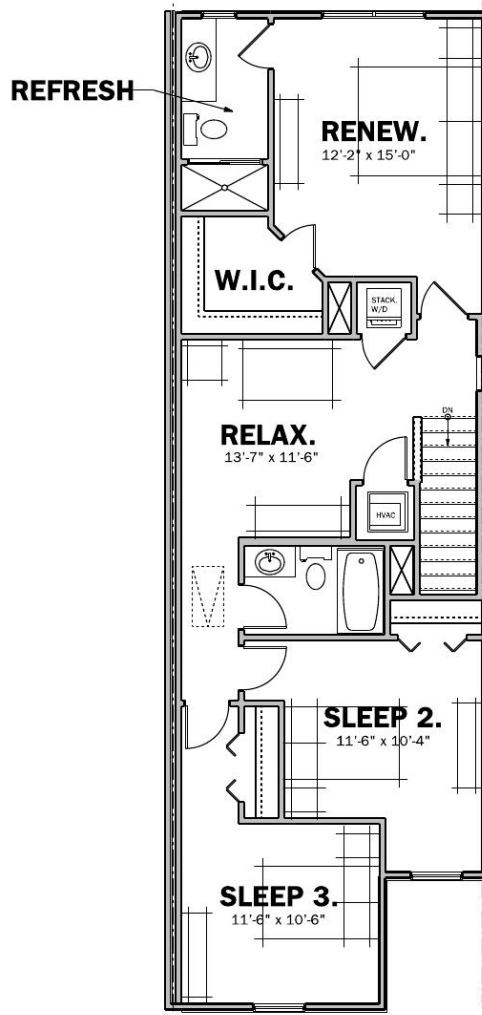 REFRESH
RENEW.
12'-2" x 15'-0"
W.I.C.
STACK.
W/D
RELAX.
13'-7" x 11'-6"
DN
HVAC
SLEEP 2.
11'-6" x 10'-4"
SLEEP 3.
11'-6" x 10'-6"